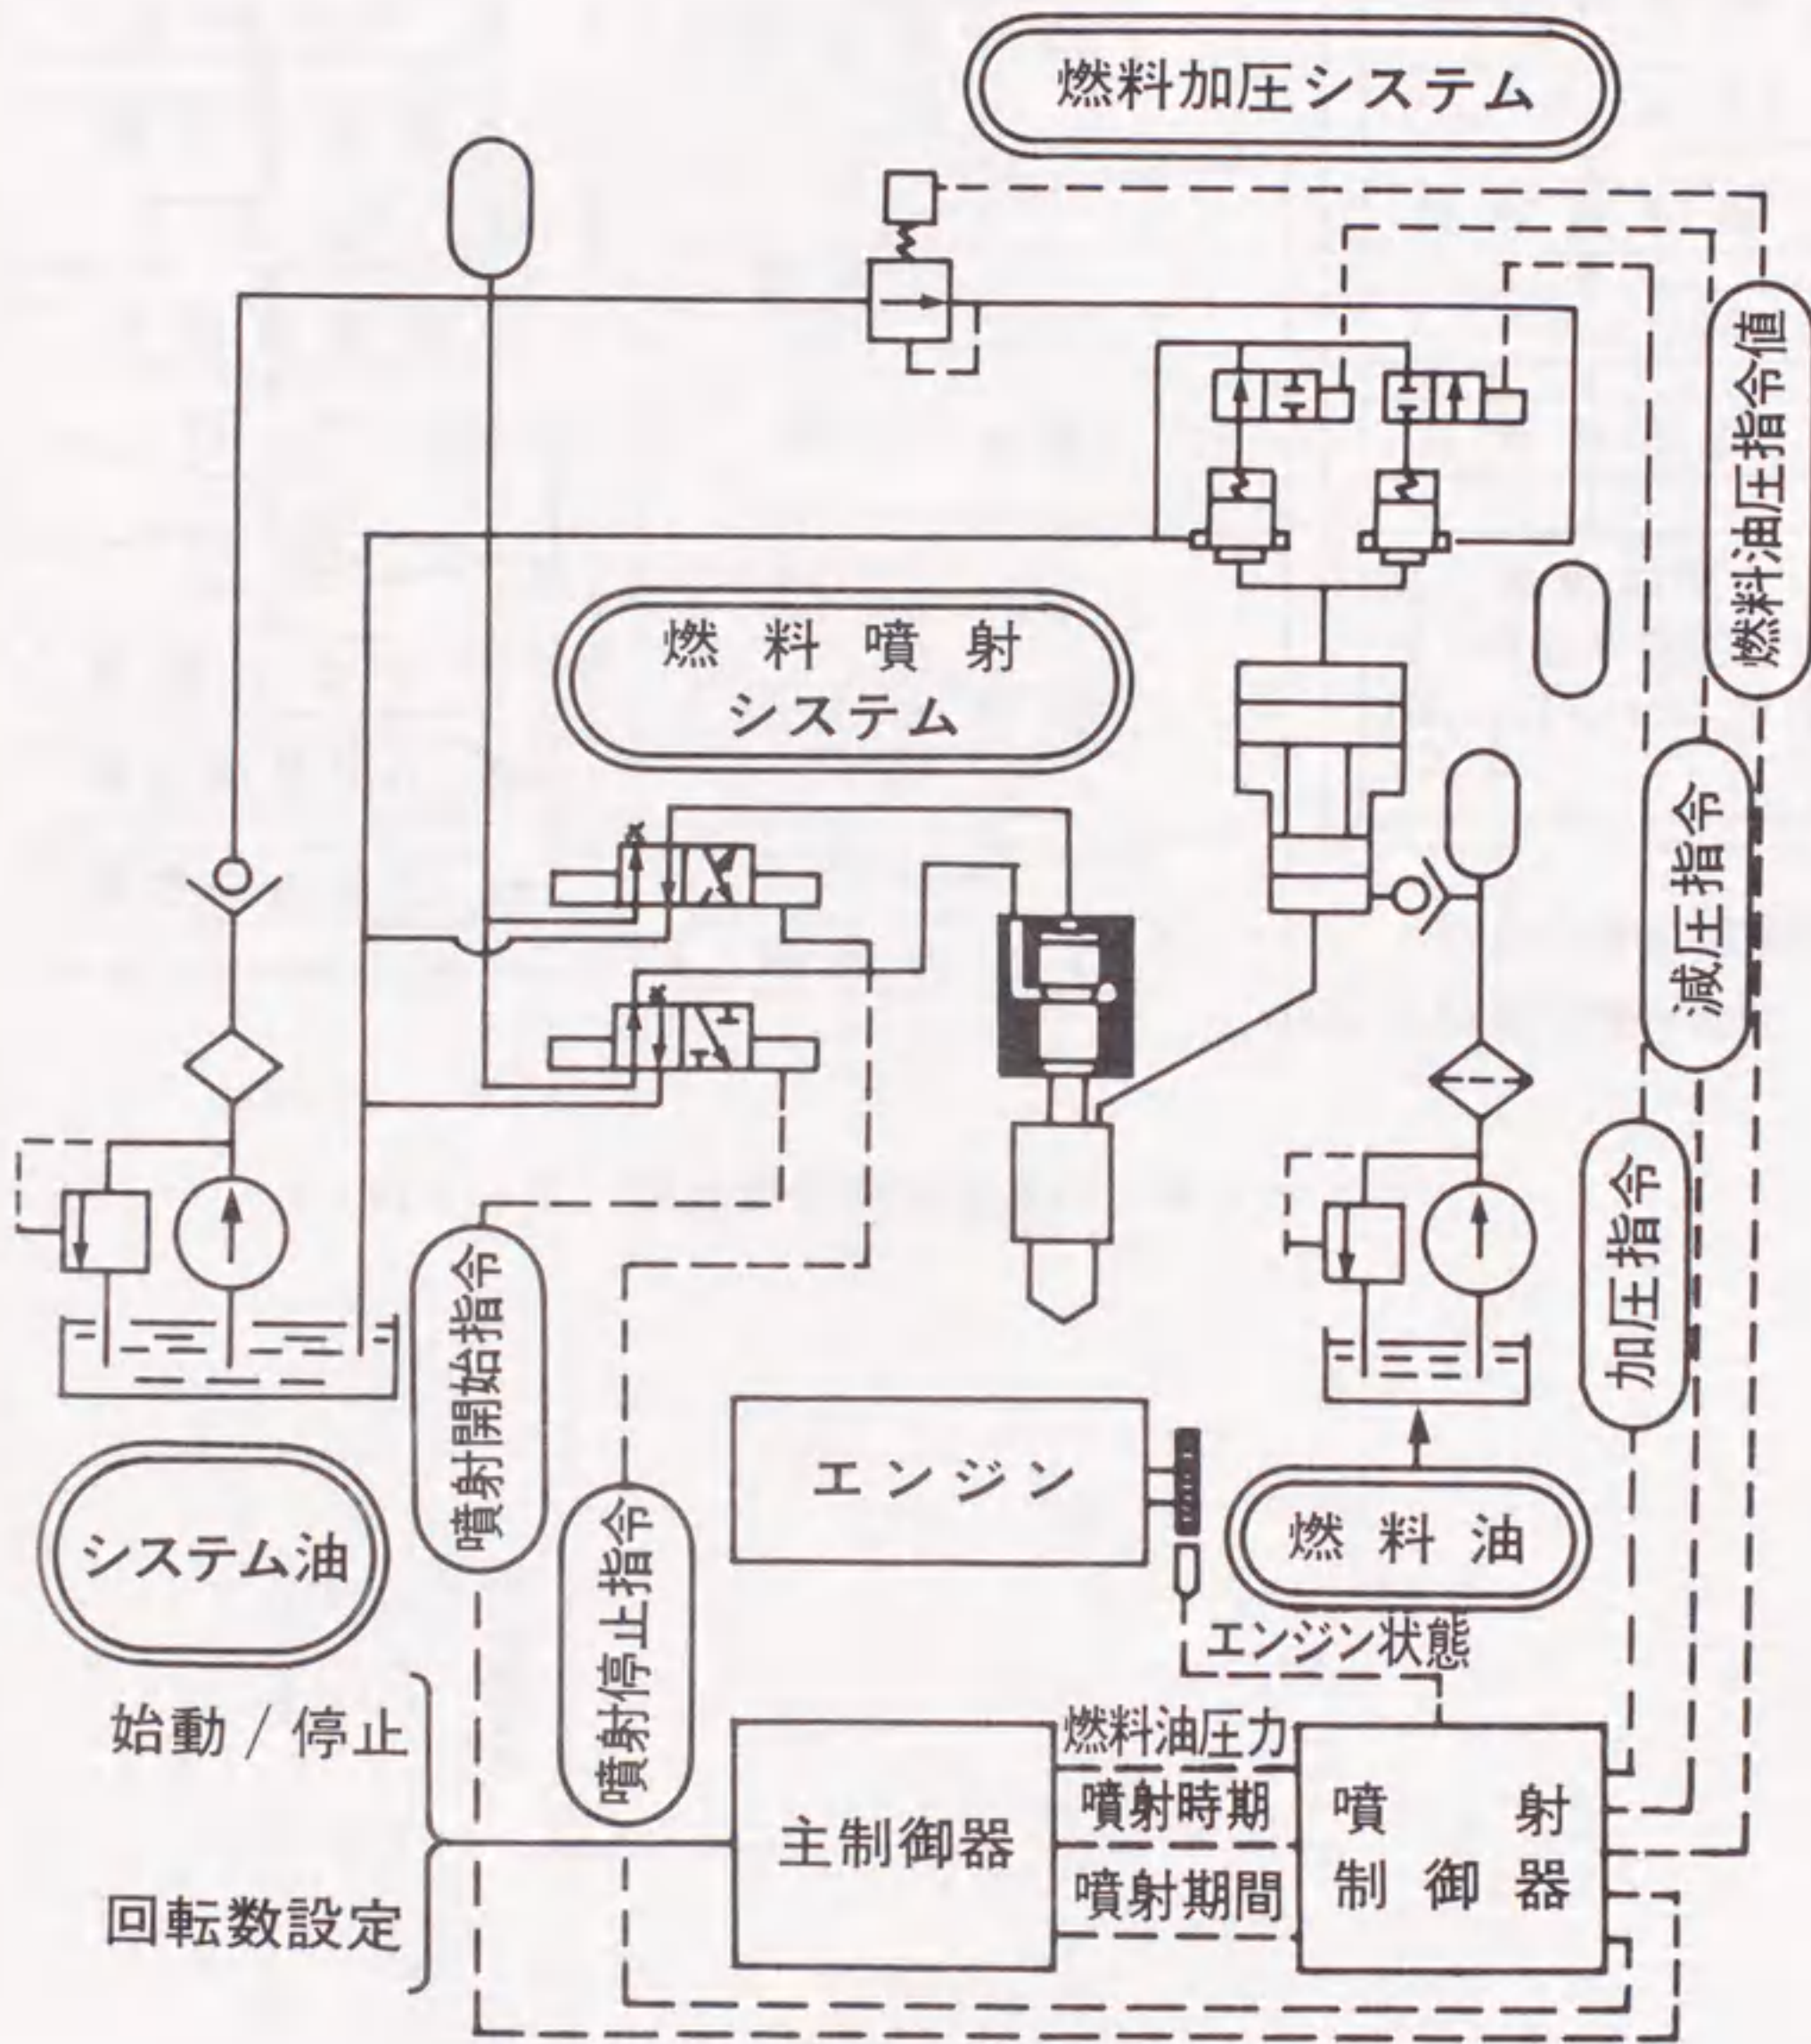 燃料加圧システム
燃料油圧指令値
燃料噴射
システム
減圧指令
加圧指令
噴射開始指令
噴射停止指令
エンジン
システム油
燃料油
エンジン状態
始動/停止
回転数設定
主制御器
燃料油圧力
噴射時期
噴射期間
噴射
制御器